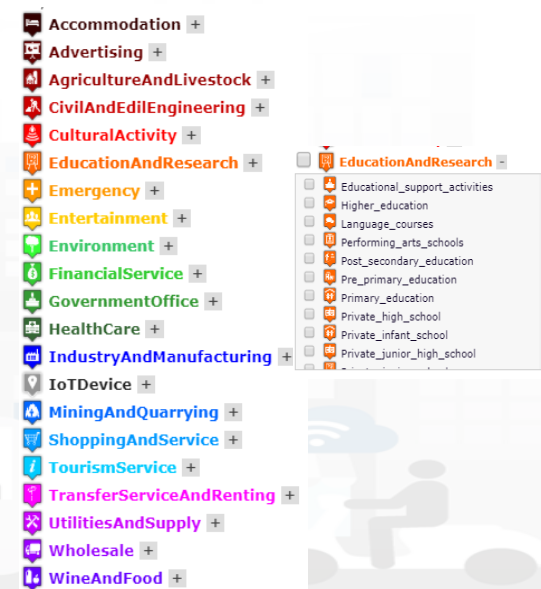 Accommodation +
Advertising +
AgricultureAndLivestock +
CivilAndEdilEngineering +
CulturalActivity +
EducationAndResearch +
Emergency +
Entertainment +
Environment +
FinancialService +
GovernmentOffice +
HealthCare +
IndustryAndManufacturing +
IoTDevice +
MiningAndQuarrying +
ShoppingAndService +
TourismService +
TransferServiceAndRenting +
UtilitiesAndSupply +
Wholesale +
WineAndFood +
EducationAndResearch -
Educational_support_activities
Higher_education
Language_courses
Performing_arts_schools
Post_secondary_education
Pre_primary_education
Primary_education
Private_high_school
Private_infant_school
Private_junior_high_school